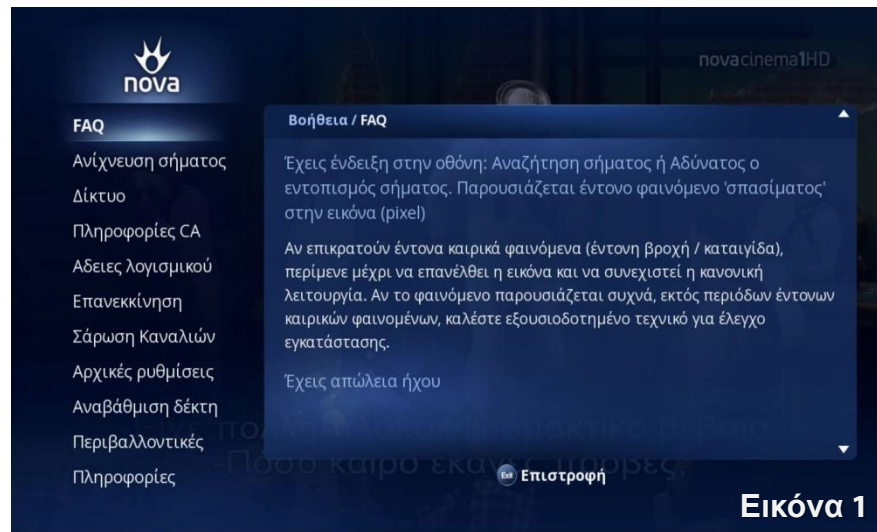 nova
novacinema1HD
FAQ
Ανίχνευση σήματος
Δίκτυο
Πληροφορίες CA
Αδειες λογισμικού
Επανεκκίνηση
Σάρωση Καναλιών
Αρχικές ρυθμίσεις
Αναβάθμιση δέκτη
Περιβαλλοντικές
Πληροφορίες
Βοήθεια / FAQ
Έχεις ένδειξη στην οθόνη: Αναζήτηση σήματος ή Αδύνατος ο
εντοπισμός σήματος. Παρουσιάζεται έντονο φαινόμενο 'σπασίματος'
στην εικόνα (pixel)
Αν επικρατούν έντονα καιρικά φαινόμενα (έντονη βροχή / καταιγίδα),
περίμενε μέχρι να επανέλθει η εικόνα και να συνεχιστεί η κανονική
λειτουργία. Αν το φαινόμενο παρουσιάζεται συχνά, εκτός περιόδων έντονων
καιρικών φαινομένων, καλέστε εξουσιοδοτημένο τεχνικό για έλεγχο
εγκατάστασης.
Έχεις απώλεια ήχου
-Πόσο καιρό έκανες πρόβες;
Exit Επιστροφή
Εικόνα 1